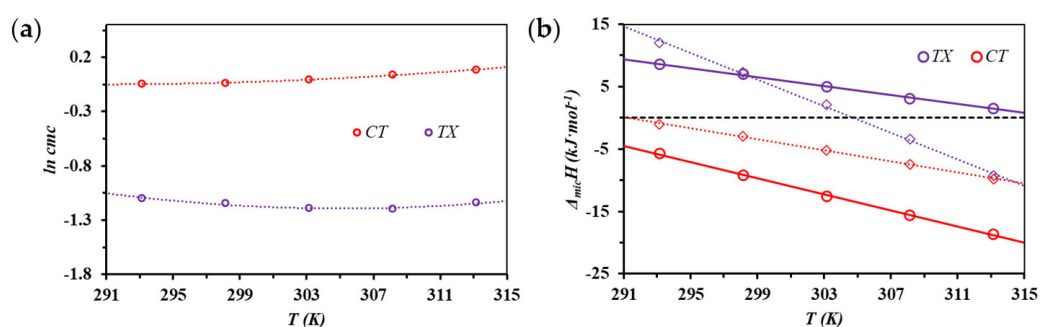 (a)
ln cmc
0.2
-0.3
-0.8
-1.3
-1.8
CT TX
291 295 299 303 307 311 315
T (K)
(b)
Δ_mic H (kJ·mol⁻¹)
15
5
-5
-15
-25
TX CT
291 295 299 303 307 311 315
T (K)